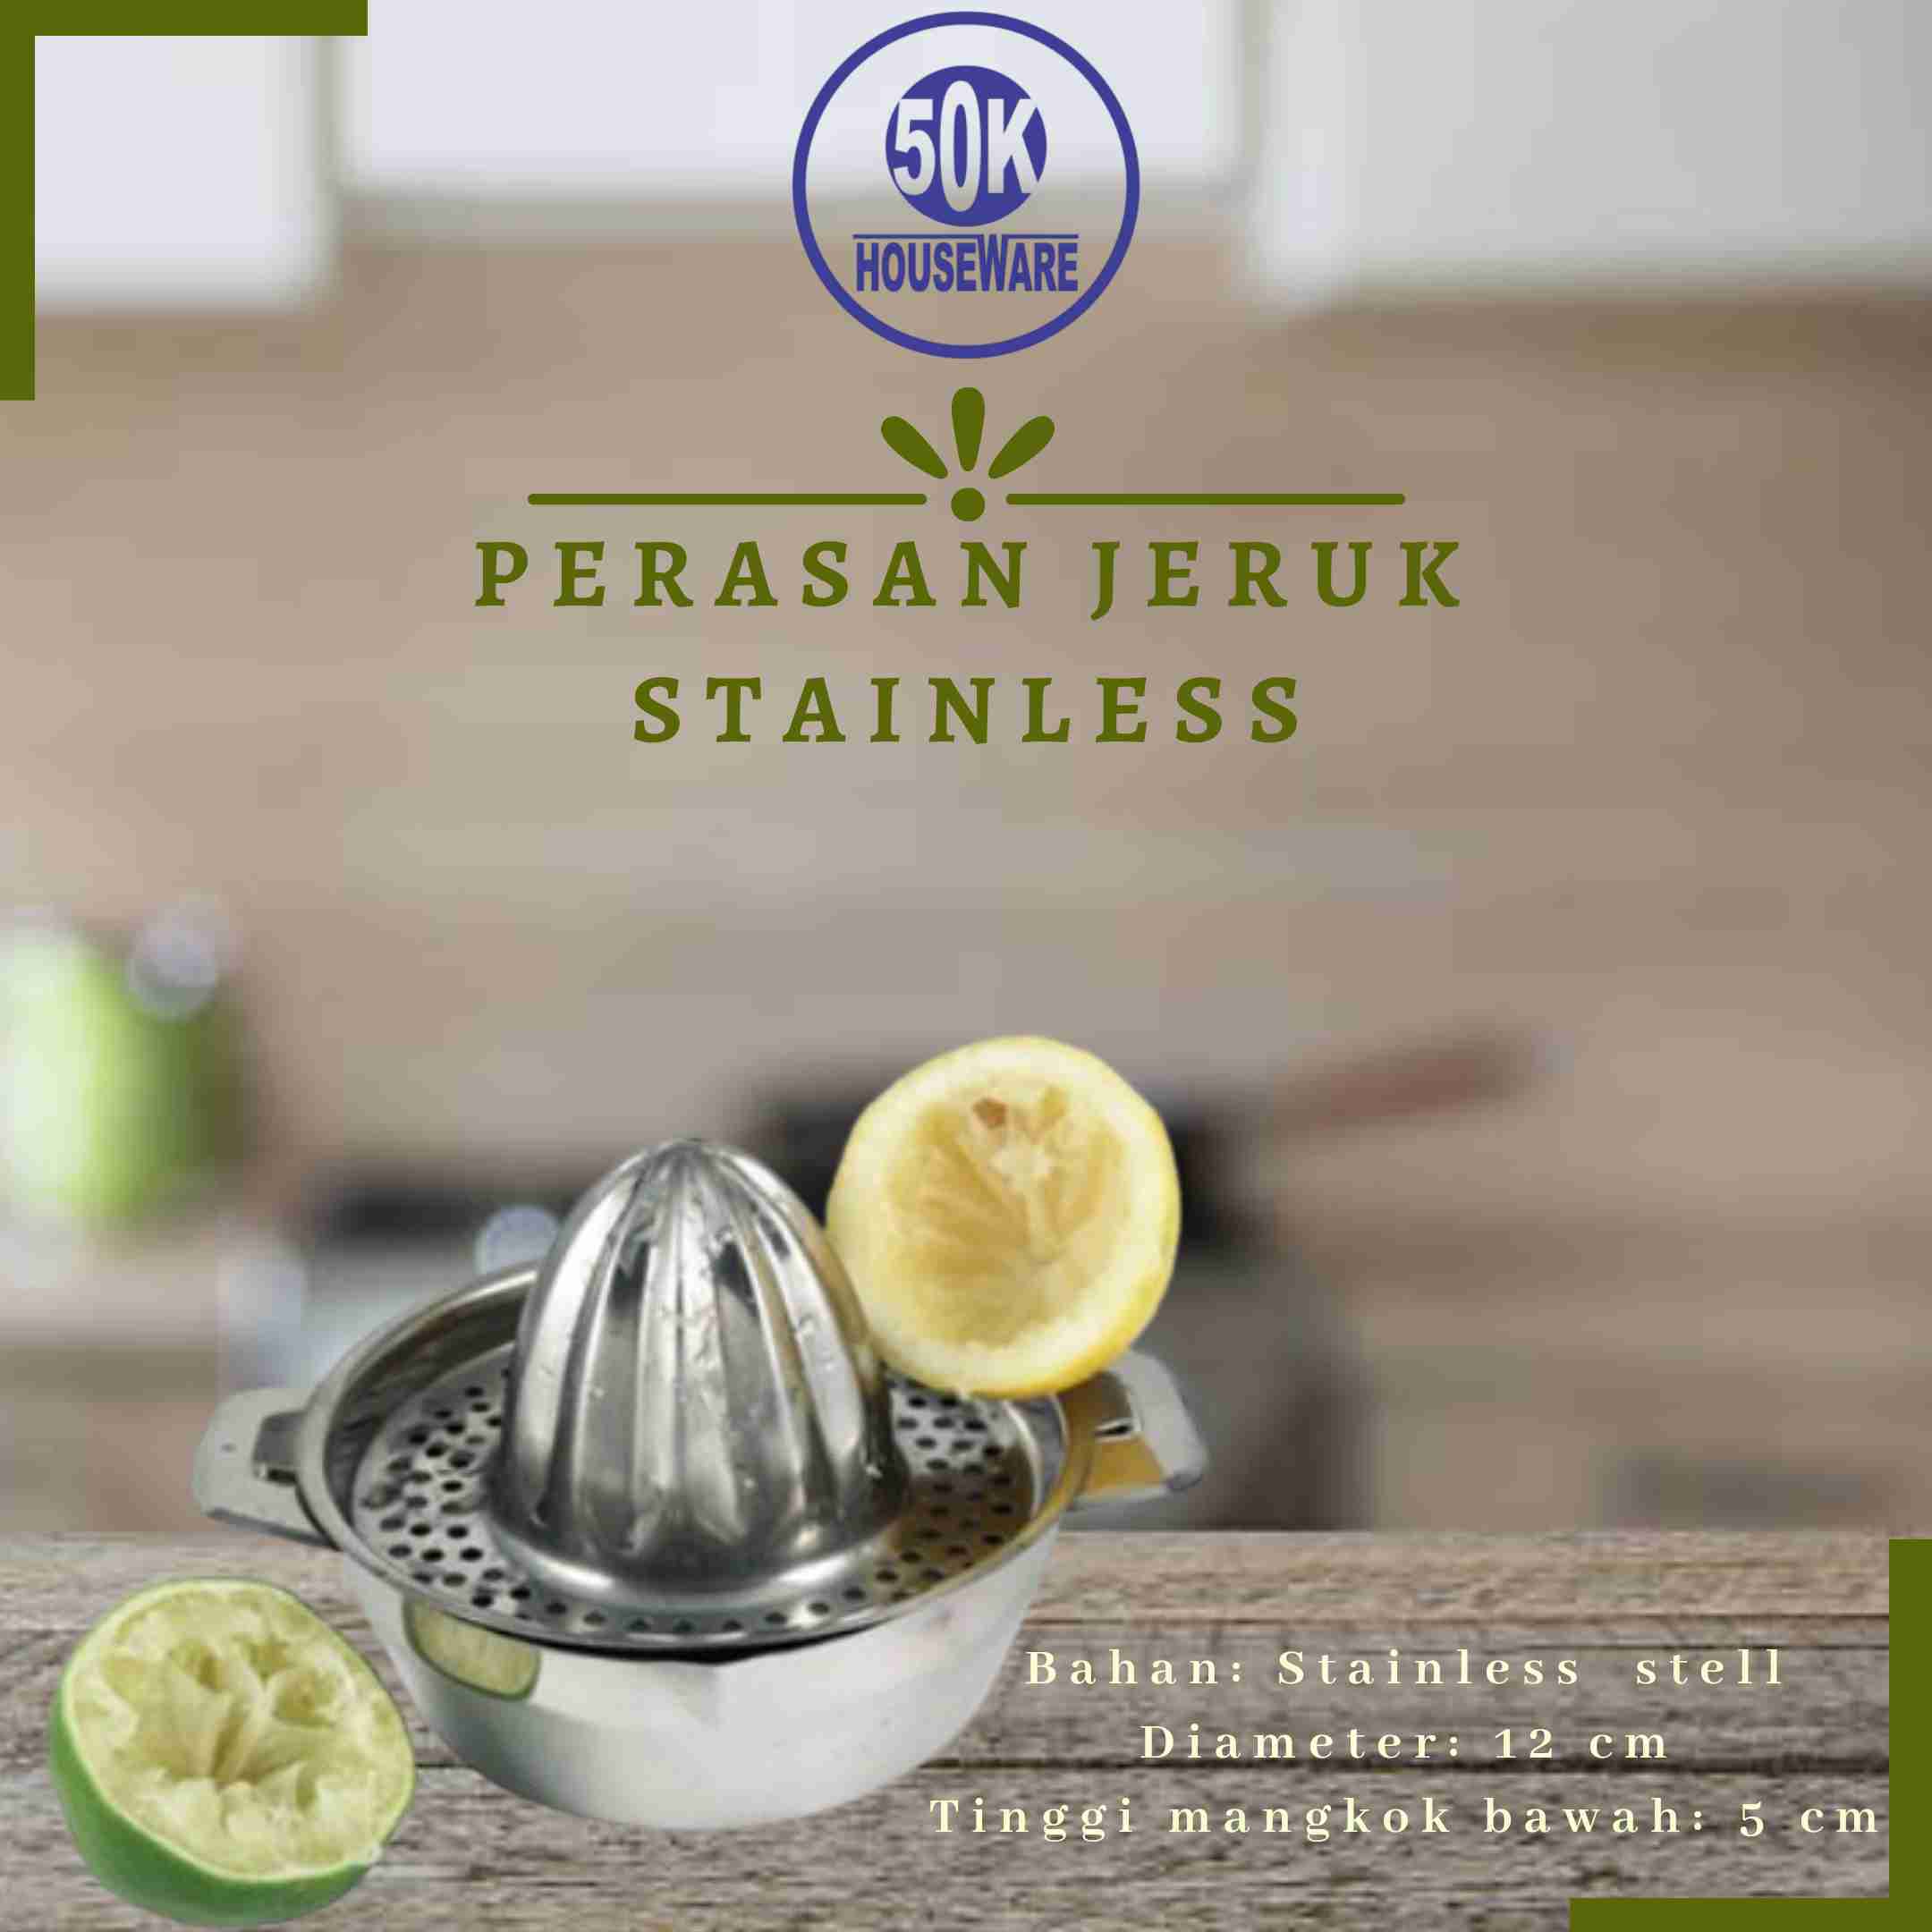 50K
HOUSEWARE
PERASAN JERUK
STAINLESS
Bahan: Stainless stell
Diameter: 12 cm
Tinggi mangkok bawah: 5 cm